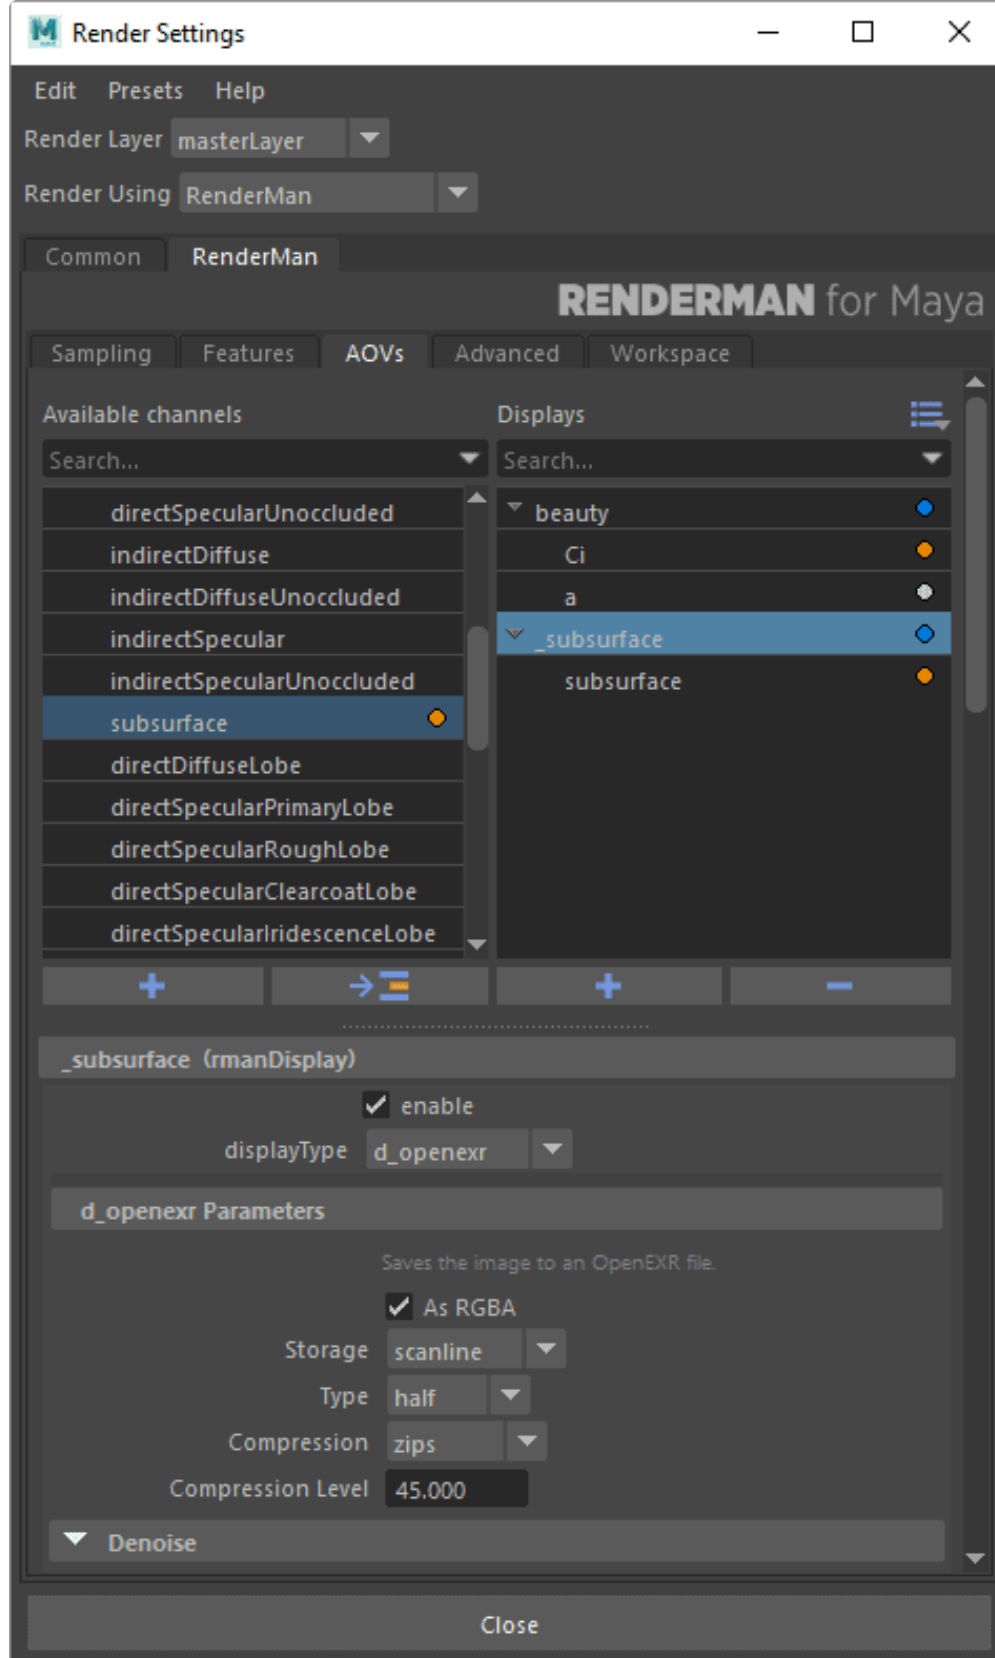 Render Settings
Edit Presets Help
Render Layer masterLayer
Render Using RenderMan
Common RenderMan
RENDERMAN for Maya
Sampling Features AOVs Advanced Workspace
Available channels
Search...
directSpecularUnoccluded
indirectDiffuse
indirectDiffuseUnoccluded
indirectSpecular
indirectSpecularUnoccluded
subsurface
directDiffuseLobe
directSpecularPrimaryLobe
directSpecularRoughLobe
directSpecularClearcoatLobe
directSpecularIridescenceLobe
Displays
Search...
beauty
Ci
a
_subsurface
subsurface
_subsurface (rmanDisplay)
enable
displayType d_openexr
d_openexr Parameters
Saves the image to an OpenEXR file.
As RGBA
Storage scanline
Type half
Compression zips
Compression Level 45.000
Denoise
Close